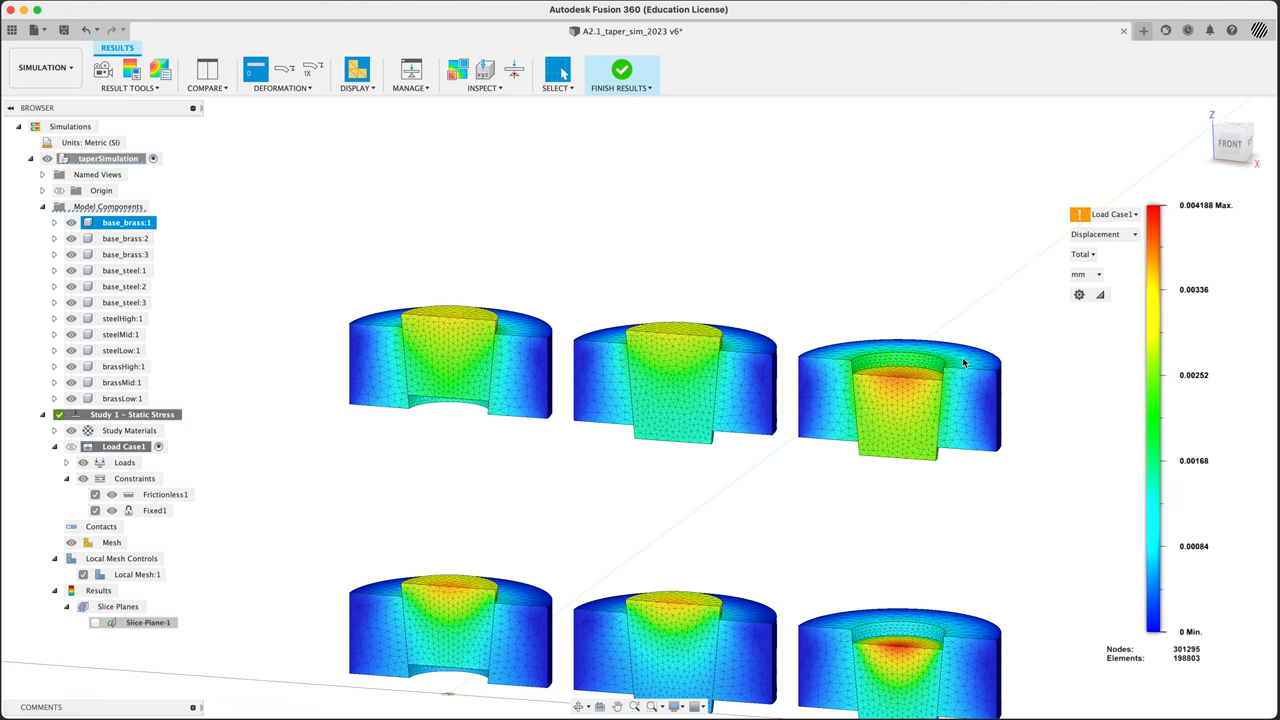 Autodesk Fusion 360 (Education License)
A2.1_taper_sim_2023 v6*
RESULTS
SIMULATION
RESULT TOOLS
COMPARE
DEFORMATION
DISPLAY
MANAGE
INSPECT
SELECT
FINISH RESULTS
BROWSER
Simulations
Units: Metric (SI)
taperSimulation
Named Views
Origin
Model Components
base_brass:1
base_brass:2
base_brass:3
base_steel:1
base_steel:2
base_steel:3
steelHigh:1
steelMid:1
steelLow:1
brassHigh:1
brassMid:1
brassLow:1
Study 1 - Static Stress
Study Materials
Load Case1
Loads
Constraints
Frictionless1
Fixed1
Contacts
Mesh
Local Mesh Controls
Local Mesh:1
Results
Slice Planes
Slice Plane:1
COMMENTS
Z
FRONT
X
Load Case1
Displacement
Total
mm
0.004188 Max.
0.00336
0.00252
0.00168
0.00084
0 Min.
Nodes: 301295
Elements: 198803